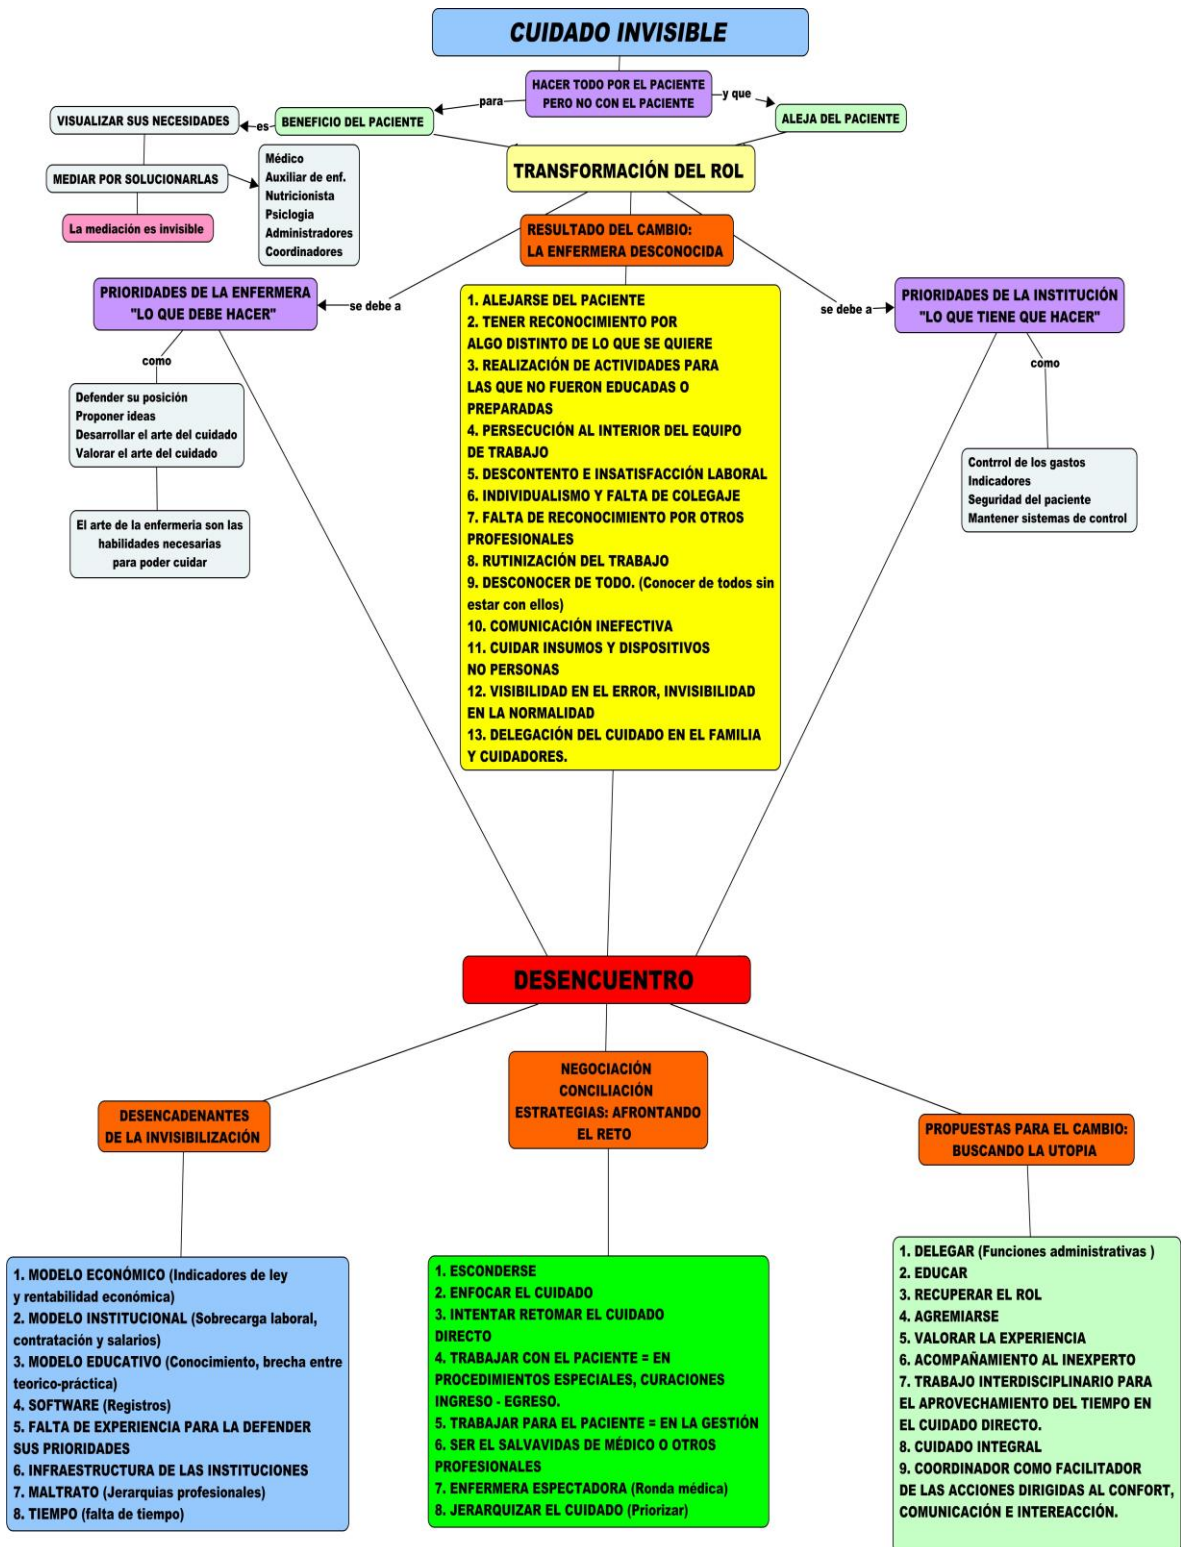 CUIDADO INVISIBLE
HACER TODO POR EL PACIENTE
PERO NO CON EL PACIENTE
para
y que
BENEFICIO DEL PACIENTE
ALEJA DEL PACIENTE
es
VISUALIZAR SUS NECESIDADES
MEDIAR POR SOLUCIONARLAS
La mediación es invisible
Médico
Auxiliar de enf.
Nutricionista
Psiclogia
Administradores
Coordinadores
TRANSFORMACIÓN DEL ROL
RESULTADO DEL CAMBIO:
LA ENFERMERA DESCONOCIDA
se debe a
se debe a
PRIORIDADES DE LA ENFERMERA
"LO QUE DEBE HACER"
como
Defender su posición
Proponer ideas
Desarrollar el arte del cuidado
Valorar el arte del cuidado
El arte de la enfermeria son las
habilidades necesarias
para poder cuidar
1. ALEJARSE DEL PACIENTE
2. TENER RECONOCIMIENTO POR
ALGO DISTINTO DE LO QUE SE QUIERE
3. REALIZACIÓN DE ACTIVIDADES PARA
LAS QUE NO FUERON EDUCADAS O
PREPARADAS
4. PERSECUCIÓN AL INTERIOR DEL EQUIPO
DE TRABAJO
5. DESCONTENTO E INSATISFACCIÓN LABORAL
6. INDIVIDUALISMO Y FALTA DE COLEGAJE
7. FALTA DE RECONOCIMIENTO POR OTROS
PROFESIONALES
8. RUTINIZACIÓN DEL TRABAJO
9. DESCONOCER DE TODO. (Conocer de todos sin
estar con ellos)
10. COMUNICACIÓN INEFECTIVA
11. CUIDAR INSUMOS Y DISPOSITIVOS
NO PERSONAS
12. VISIBILIDAD EN EL ERROR, INVISIBILIDAD
EN LA NORMALIDAD
13. DELEGACIÓN DEL CUIDADO EN EL FAMILIA
Y CUIDADORES.
PRIORIDADES DE LA INSTITUCIÓN
"LO QUE TIENE QUE HACER"
como
Contrrol de los gastos
Indicadores
Seguridad del paciente
Mantener sistemas de control
DESENCUENTRO
DESENCADENANTES
DE LA INVISIBILIZACIÓN
1. MODELO ECONÓMICO (Indicadores de ley
y rentabilidad económica)
2. MODELO INSTITUCIONAL (Sobrecarga laboral,
contratación y salarios)
3. MODELO EDUCATIVO (Conocimiento, brecha entre
teorico-práctica)
4. SOFTWARE (Registros)
5. FALTA DE EXPERIENCIA PARA LA DEFENDER
SUS PRIORIDADES
6. INFRAESTRUCTURA DE LAS INSTITUCIONES
7. MALTRATO (Jerarquias profesionales)
8. TIEMPO (falta de tiempo)
NEGOCIACIÓN
CONCILIACIÓN
ESTRATEGIAS: AFRONTANDO
EL RETO
1. ESCONDERSE
2. ENFOCAR EL CUIDADO
3. INTENTAR RETOMAR EL CUIDADO
DIRECTO
4. TRABAJAR CON EL PACIENTE = EN
PROCEDIMIENTOS ESPECIALES, CURACIONES
INGRESO - EGRESO.
5. TRABAJAR PARA EL PACIENTE = EN LA GESTIÓN
6. SER EL SALVAVIDAS DE MÉDICO O OTROS
PROFESIONALES
7. ENFERMERA ESPECTADORA (Ronda médica)
8. JERARQUIZAR EL CUIDADO (Priorizar)
PROPUESTAS PARA EL CAMBIO:
BUSCANDO LA UTOPIA
1. DELEGAR (Funciones administrativas )
2. EDUCAR
3. RECUPERAR EL ROL
4. AGREMIARSE
5. VALORAR LA EXPERIENCIA
6. ACOMPAÑAMIENTO AL INEXPERTO
7. TRABAJO INTERDISCIPLINARIO PARA
EL APROVECHAMIENTO DEL TIEMPO EN
EL CUIDADO DIRECTO.
8. CUIDADO INTEGRAL
9. COORDINADOR COMO FACILITADOR
DE LAS ACCIONES DIRIGIDAS AL CONFORT,
COMUNICACIÓN E INTEREACCIÓN.